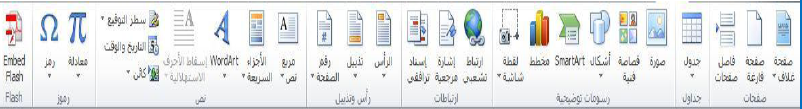 صفحة غلاف
صفحة فارغة
فاصل صفحات
صفحات
جدول
جداول
صورة
قصاصة فنية
أشكال
SmartArt
مخطط
لقطة شاشة
رسومات توضيحية
ارتباط تشعبي
إشارة مرجعية
إسناد ترافقي
ارتباطات
الرأس
تذييل
رقم الصفحة
رأس وتذييل
مربع نص
الأجزاء السريعة
WordArt
إسقاط الأحرف الاستهلالية
سطر التوقيع
التاريخ والوقت
كائن
نص
معادلة
رمز
رموز
Embed Flash
Flash